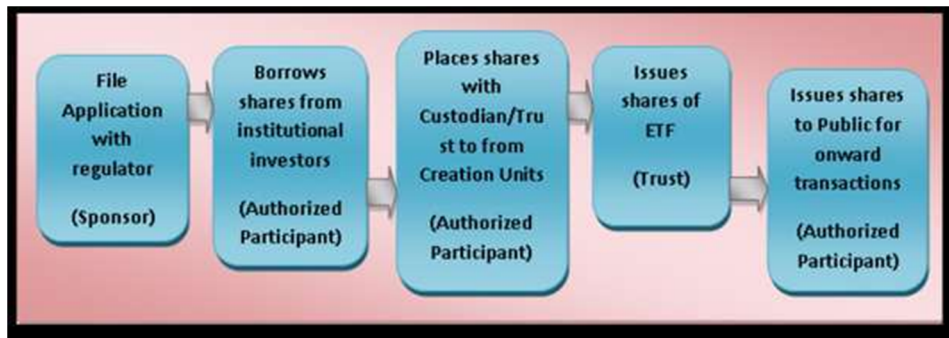 File
Application
with
regulator
(Sponsor)
Borrows
shares from
institutional
investors
(Authorized
Participant)
Places shares
with
Custodian/Tru
st to from
Creation Units
(Authorized
Participant)
Issues
shares of
ETF
(Trust)
Issues shares
to Public for
onward
transactions
(Authorized
Participant)